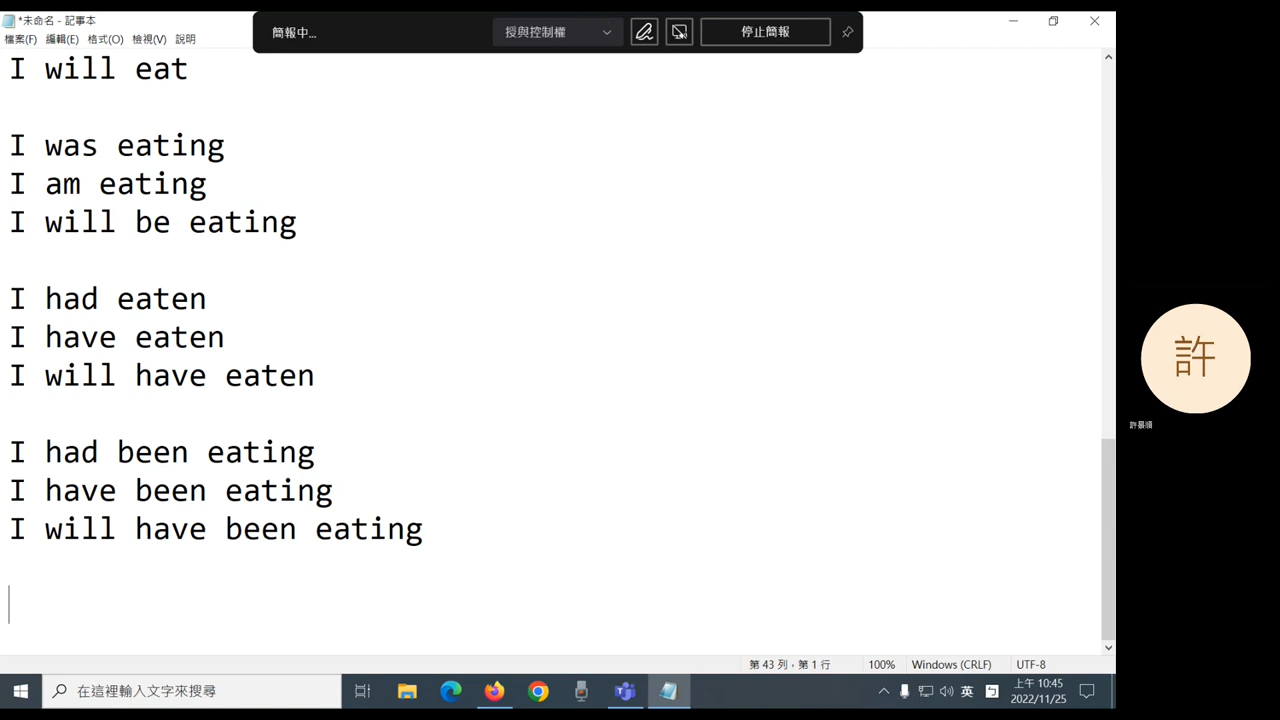 *未命名 - 記事本
簡報中...
授與控制權
停止簡報
檔案(F) 編輯(E) 格式(O) 檢視(V) 說明
I will eat
I was eating
I am eating
I will be eating
I had eaten
I have eaten
I will have eaten
I had been eating
I have been eating
I will have been eating
許
許景順
第 43 列，第 1 行 100% Windows (CRLF) UTF-8
在這裡輸入文字來搜尋
英
上午 10:45
2022/11/25